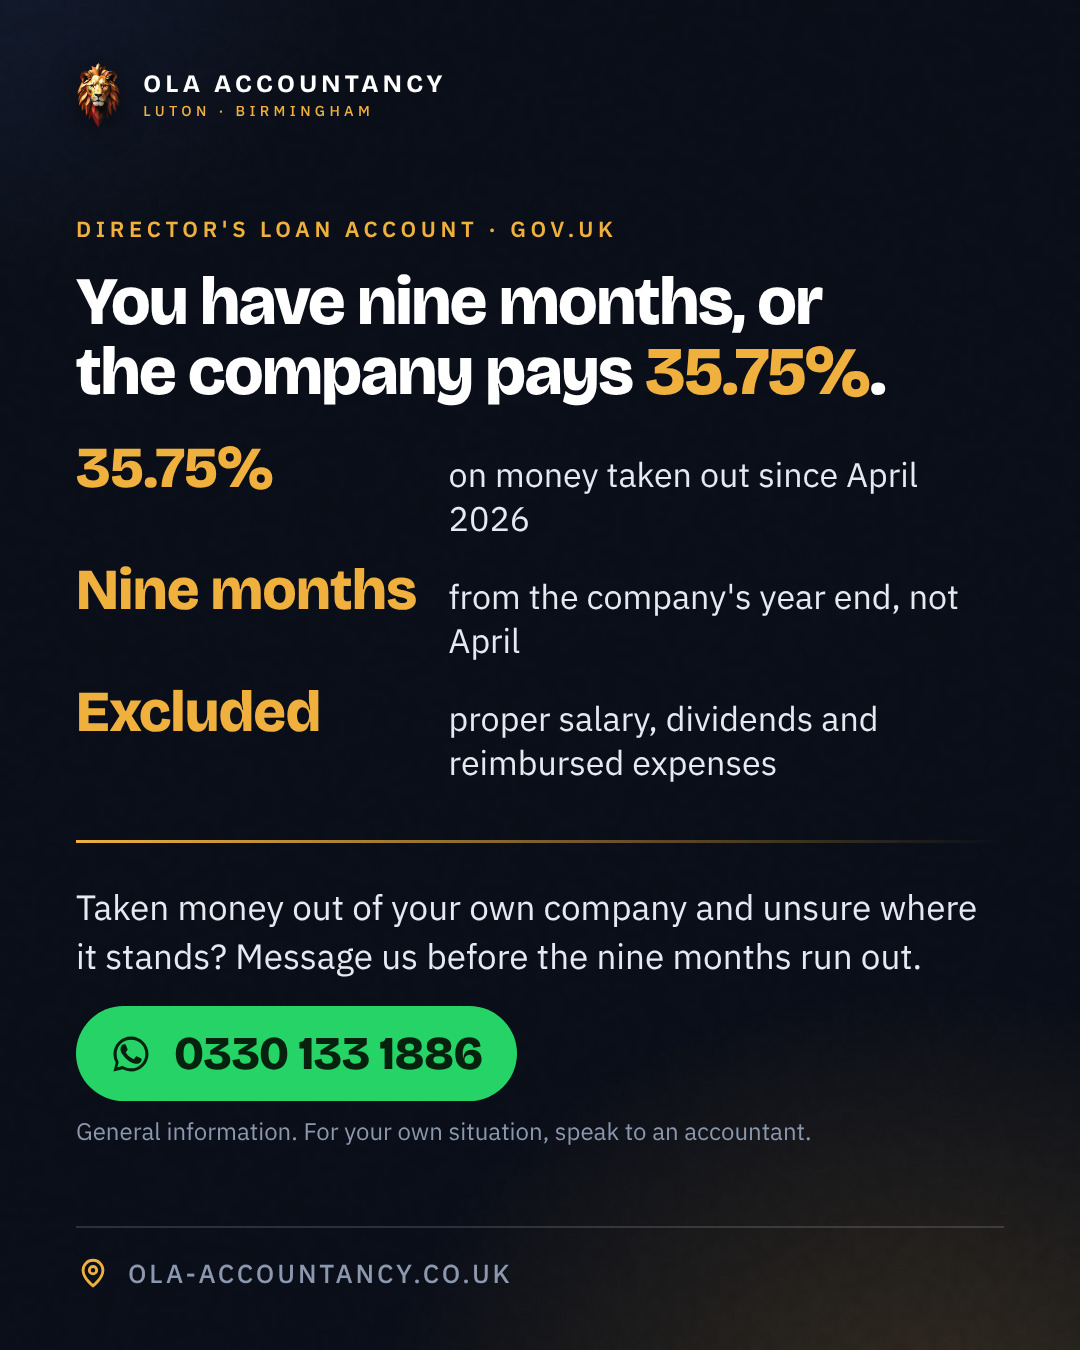 OLA ACCOUNTANCY
LUTON · BIRMINGHAM
DIRECTOR'S LOAN ACCOUNT · GOV.UK
You have nine months, or
the company pays 35.75%.
35.75%
on money taken out since April
2026
Nine months
from the company's year end, not
April
Excluded
proper salary, dividends and
reimbursed expenses
Taken money out of your own company and unsure where
it stands? Message us before the nine months run out.
0330 133 1886
General information. For your own situation, speak to an accountant.
OLA-ACCOUNTANCY.CO.UK